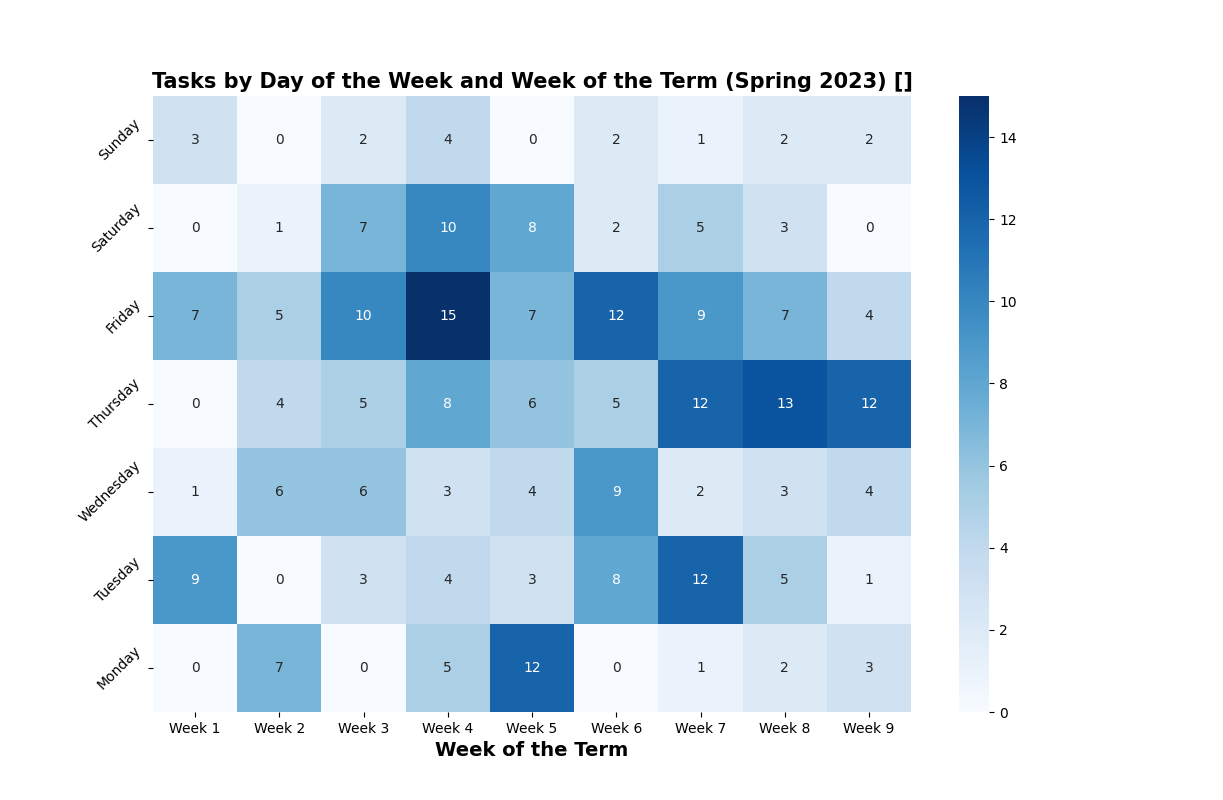 Tasks by Day of the Week and Week of the Term (Spring 2023) []
Sunday 3 0 2 4 0 2 1 2 2
Saturday 0 1 7 10 8 2 5 3 0
Friday 7 5 10 15 7 12 9 7 4
Thursday 0 4 5 8 6 5 12 13 12
Wednesday 1 6 6 3 4 9 2 3 4
Tuesday 9 0 3 4 3 8 12 5 1
Monday 0 7 0 5 12 0 1 2 3
Week 1 Week 2 Week 3 Week 4 Week 5 Week 6 Week 7 Week 8 Week 9
Week of the Term
14
12
10
8
6
4
2
0